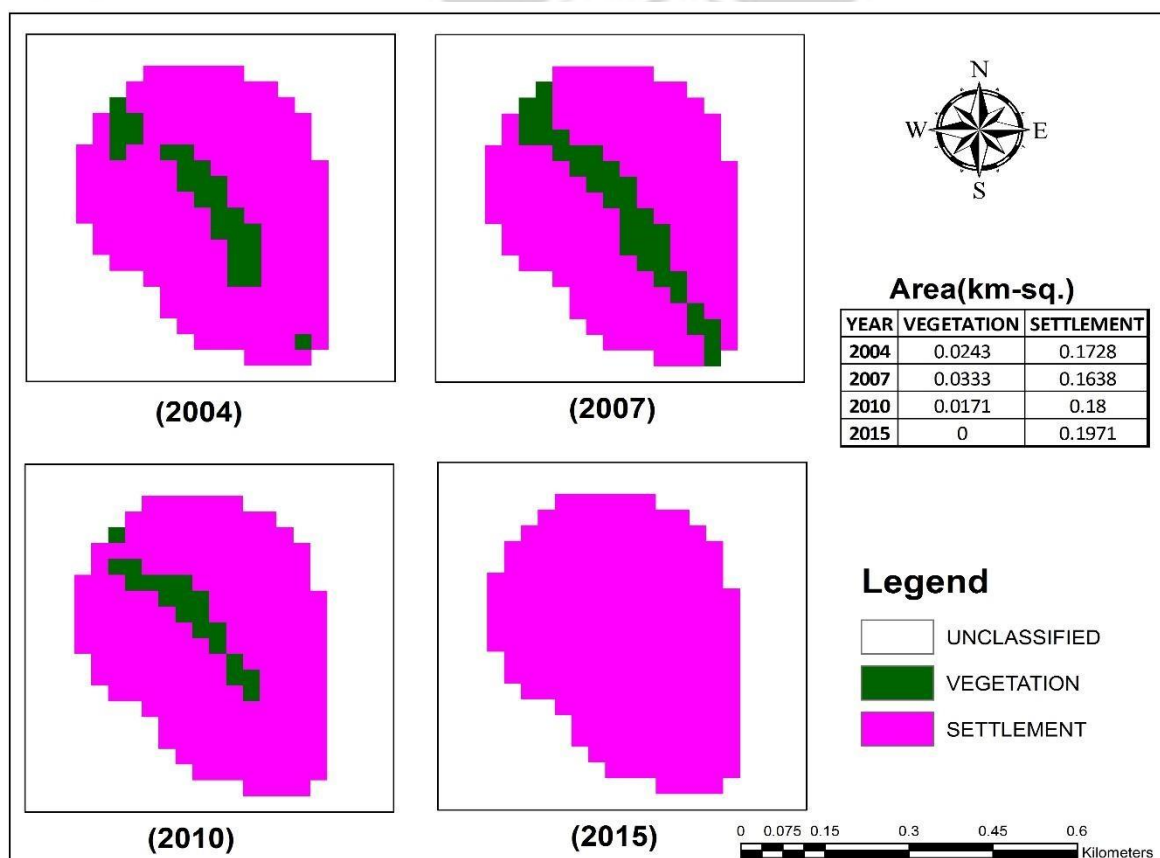 N
W E
S
Area(km-sq.)
YEAR VEGETATION SETTLEMENT
2004 0.0243 0.1728
2007 0.0333 0.1638
2010 0.0171 0.18
2015 0 0.1971
(2004) (2007)
Legend
UNCLASSIFIED
VEGETATION
SETTLEMENT
(2010) (2015)
0 0.075 0.15 0.3 0.45 0.6
Kilometers